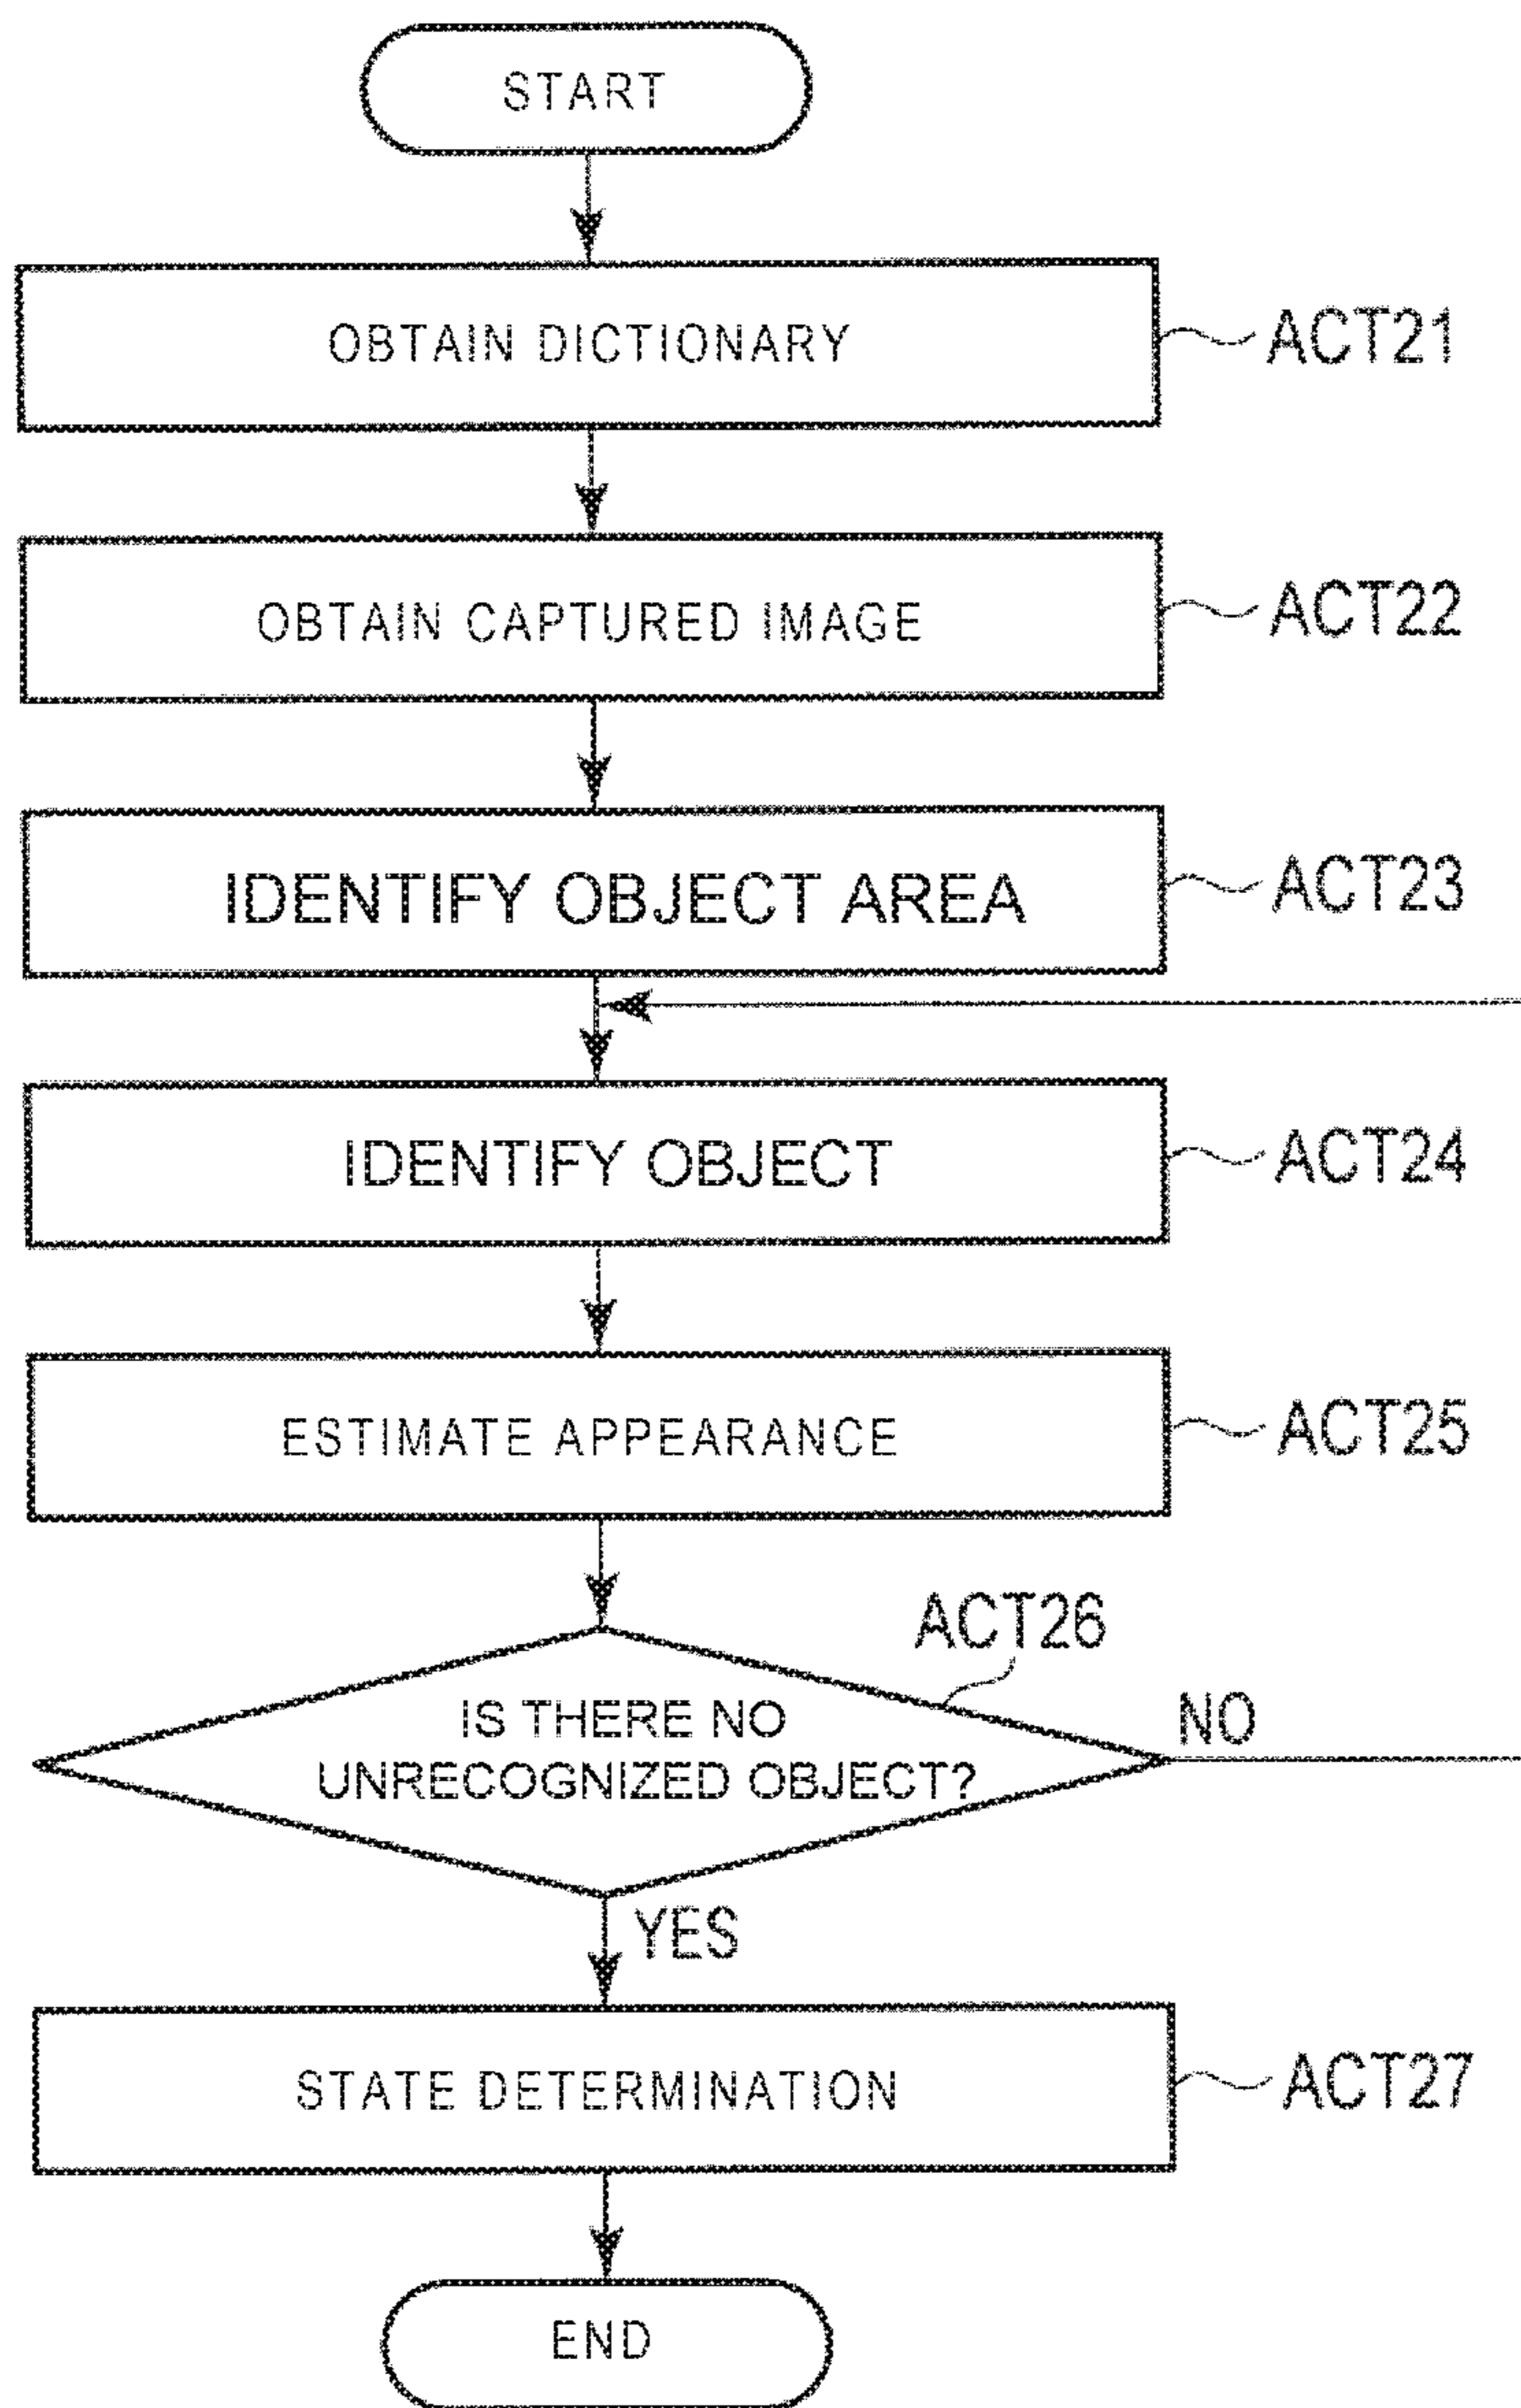 START
OBTAIN DICTIONARY
ACT21
OBTAIN CAPTURED IMAGE
ACT22
IDENTIFY OBJECT AREA
ACT23
IDENTIFY OBJECT
ACT24
ESTIMATE APPEARANCE
ACT25
ACT26
IS THERE NO
UNRECOGNIZED OBJECT?
NO
YES
STATE DETERMINATION
ACT27
END